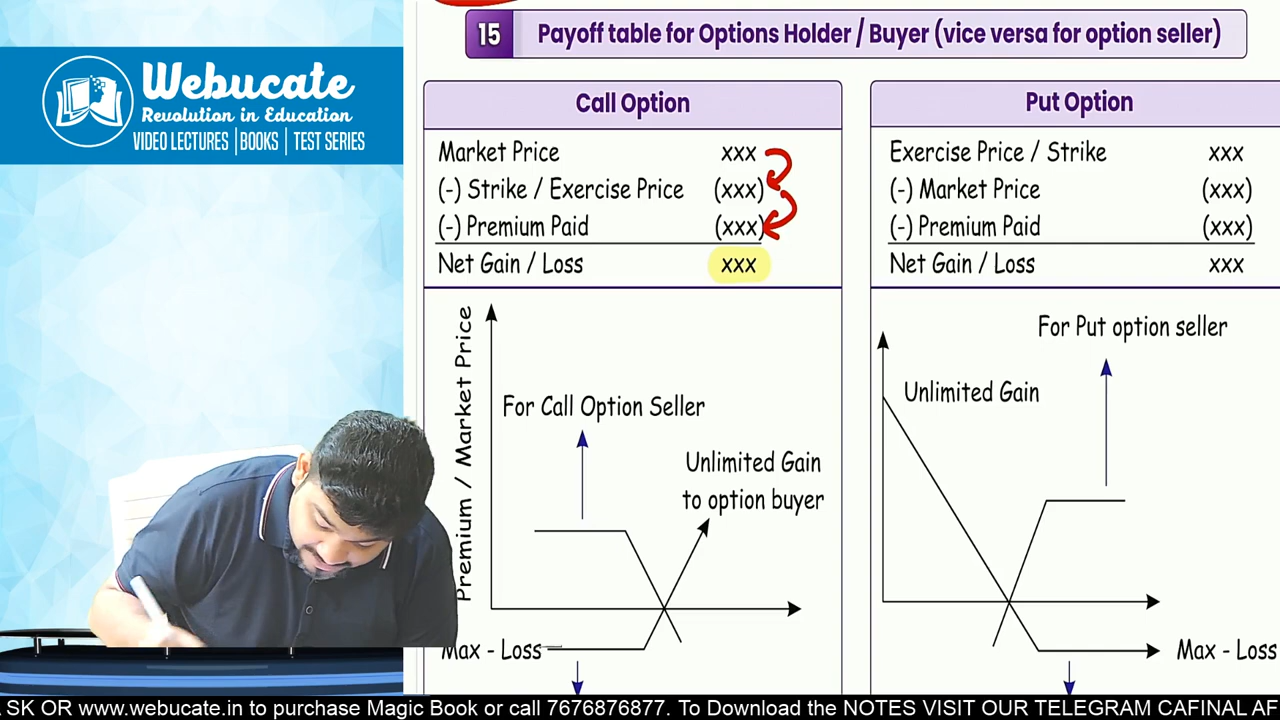 15 Payoff table for Options Holder / Buyer (vice versa for option seller)
Webucate
Revolution in Education
VIDEO LECTURES | BOOKS | TEST SERIES
Call Option
Market Price xxx
(-) Strike / Exercise Price (xxx)
(-) Premium Paid (xxx)
Net Gain / Loss xxx
Premium / Market Price
For Call Option Seller
Unlimited Gain
to option buyer
Max - Loss
Put Option
Exercise Price / Strike xxx
(-) Market Price (xxx)
(-) Premium Paid (xxx)
Net Gain / Loss xxx
For Put option seller
Unlimited Gain
Max - Loss
SK OR www.webucate.in to purchase Magic Book or call 7676876877. To Download the NOTES VISIT OUR TELEGRAM CAFINAL AF